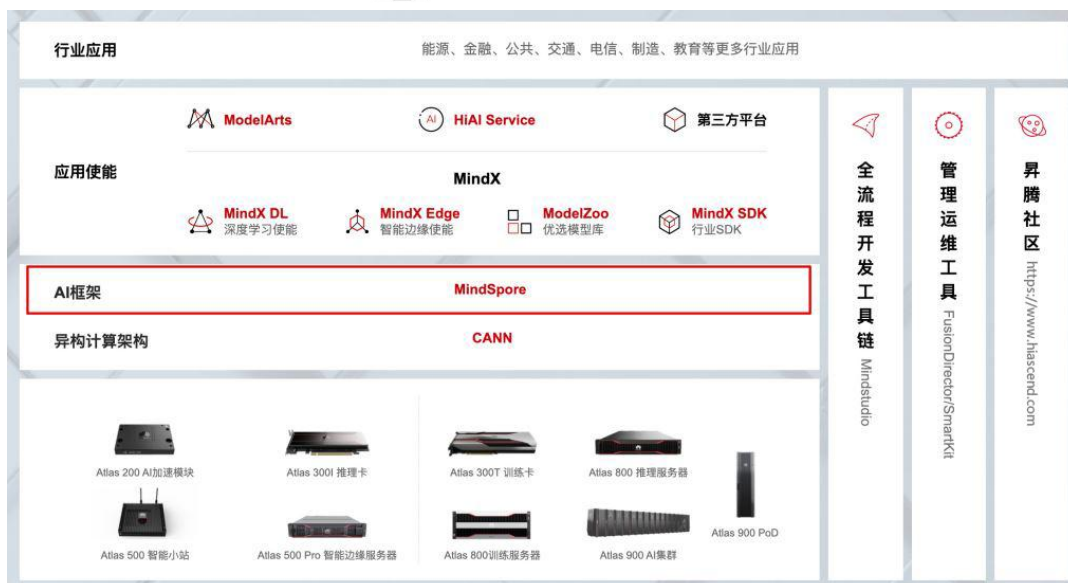 行业应用
能源、金融、公共、交通、电信、制造、教育等更多行业应用
应用使能
ModelArts
AI
HiAI Service
第三方平台
MindX
MindX DL
深度学习使能
MindX Edge
智能边缘使能
ModelZoo
优选模型库
MindX SDK
行业SDK
AI框架
MindSpore
异构计算架构
CANN
Atlas 200 AI加速模块
Atlas 300I 推理卡
Atlas 300T 训练卡
Atlas 800 推理服务器
Atlas 500 智能小站
Atlas 500 Pro 智能边缘服务器
Atlas 800训练服务器
Atlas 900 AI集群
Atlas 900 PoD
全流程开发工具链 Mindstudio
管理运维工具 FusionDirector/SmartKit
昇腾社区 https://www.hiascend.com